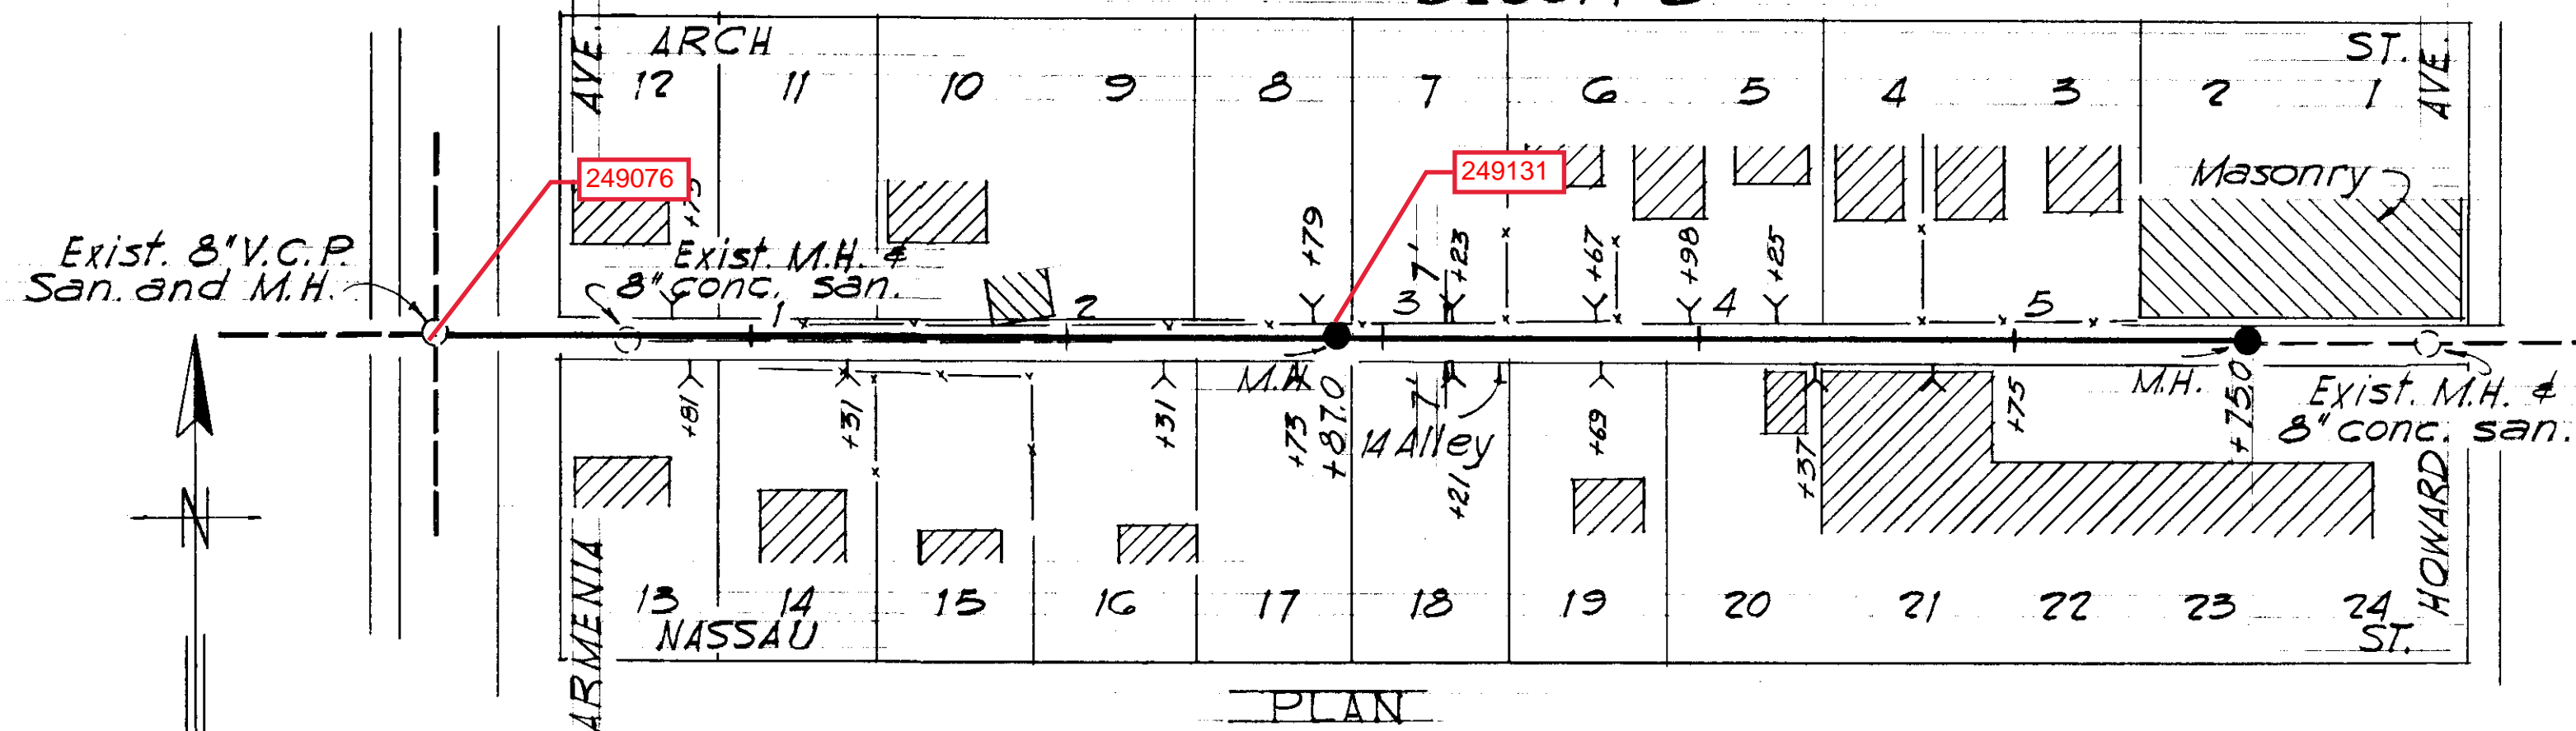 AVE.
ARCH
ST.
AVE.
12
11
10
9
8
7
6
5
4
3
2
1
249076
249131
Masonry
+79
+79
+23
+67
+98
+25
Exist. 8" V.C.P.
San. and M.H.
Exist. M.H. &
8" conc. san.
7'
1
2
3
4
5
M.H.
7'
M.H.
Exist. M.H. &
8" conc. san.
+81
+31
+31
+73
+87.0
14 Alley
+21
+69
+37
+75
+75.0
N
ARMENIA
HOWARD
13
14
15
16
17
18
19
20
21
22
23
24
NASSAU
ST.
PLAN